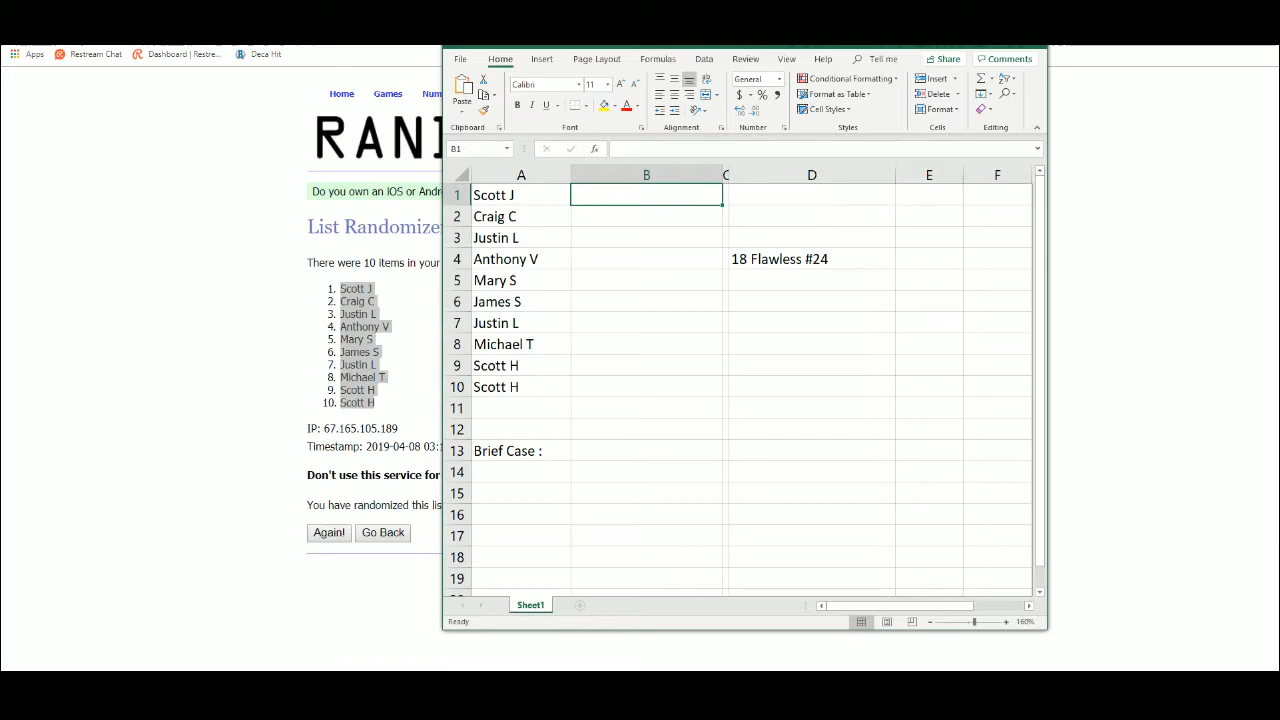 Apps Restream Chat Dashboard | Restre... Deca Hit
Home Games Num
RAN
Do you own an iOS or Andr
List Randomize
There were 10 items in your
1. Scott J
2. Craig C
3. Justin L
4. Anthony V
5. Mary S
6. James S
7. Justin L
8. Michael T
9. Scott H
10. Scott H
IP: 67.165.105.189
Timestamp: 2019-04-08 03:1
Don't use this service for
You have randomized this lis
Again! Go Back
File Home Insert Page Layout Formulas Data Review View Help Tell me Share Comments
Paste
Calibri 11
B I U A
General
$ % ,
Conditional Formatting
Format as Table
Cell Styles
Insert
Delete
Format
Clipboard Font Alignment Number Styles Cells Editing
B1 fx
A B C D E F
1 Scott J
2 Craig C
3 Justin L
4 Anthony V 18 Flawless #24
5 Mary S
6 James S
7 Justin L
8 Michael T
9 Scott H
10 Scott H
11
12
13 Brief Case :
14
15
16
17
18
19
Sheet1
Ready 160%